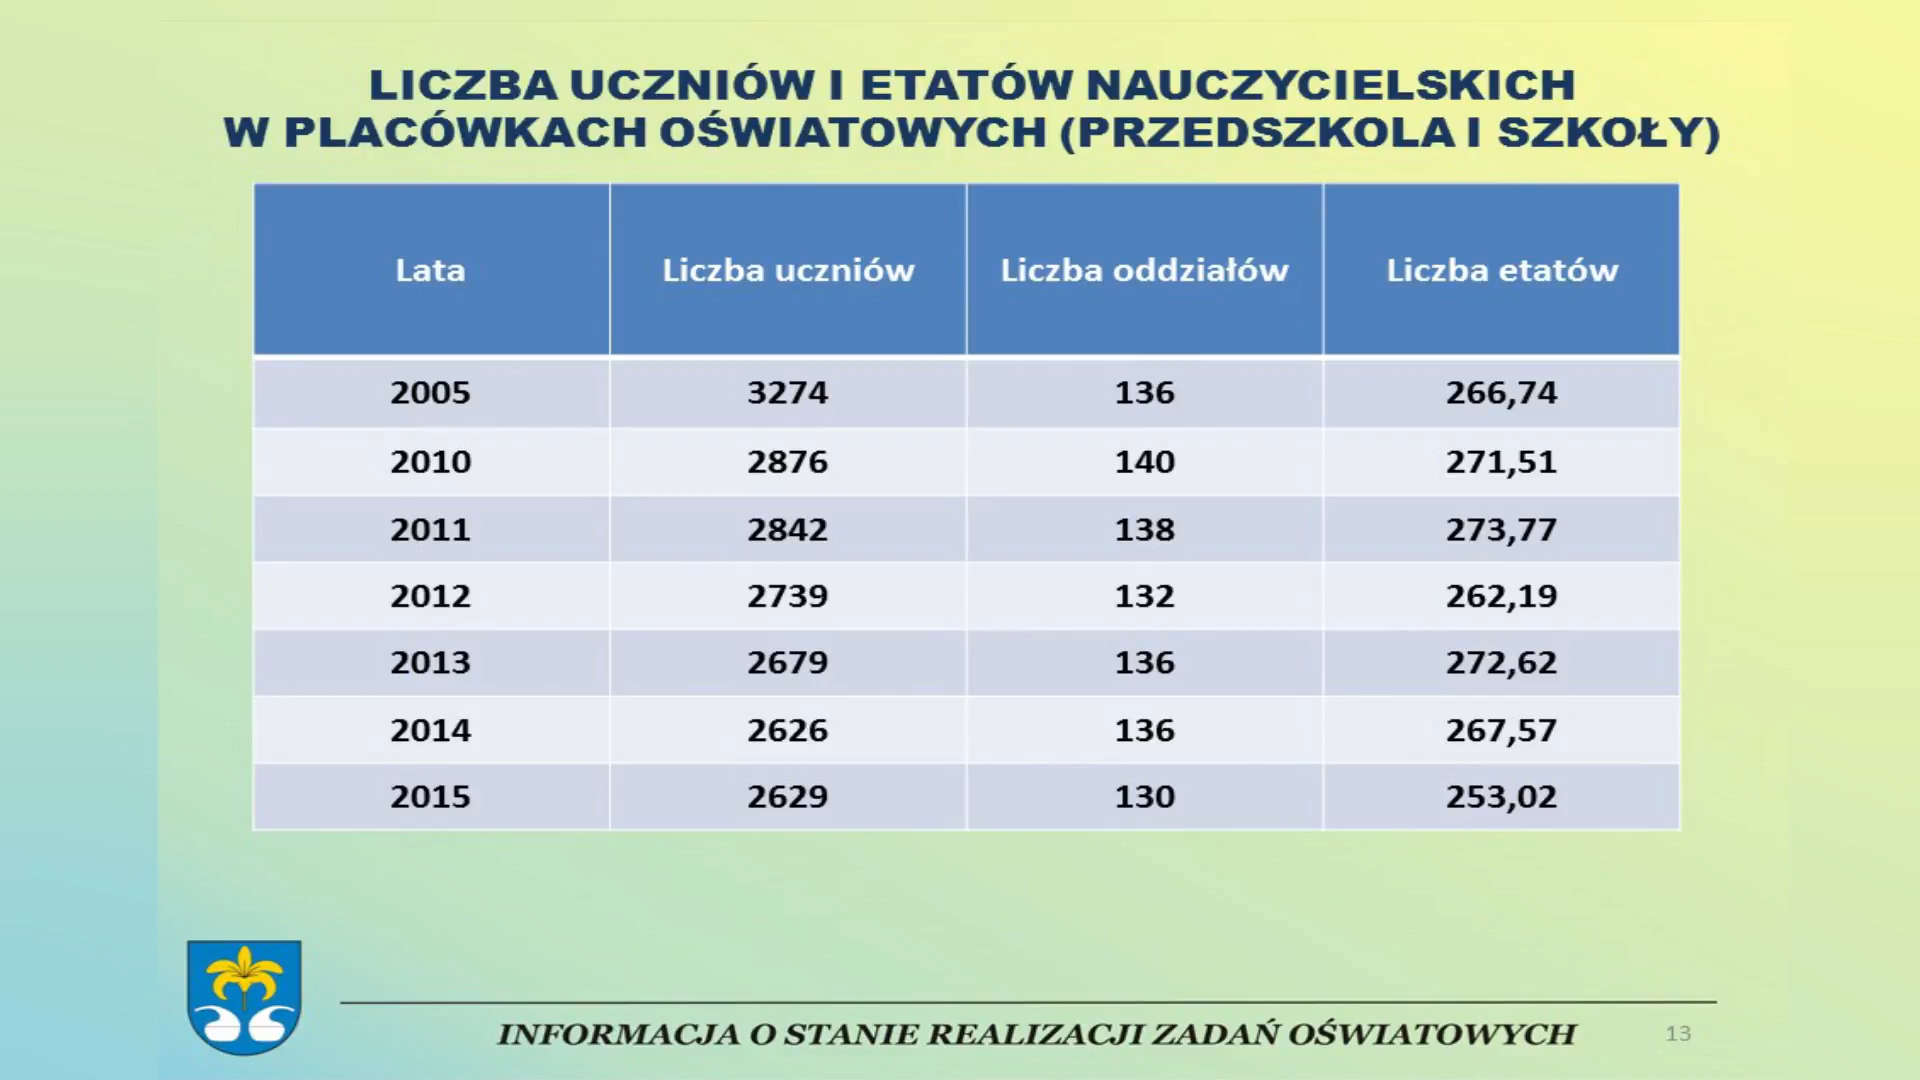 LICZBA UCZNIÓW I ETATÓW NAUCZYCIELSKICH
W PLACÓWKACH OŚWIATOWYCH (PRZEDSZKOLA I SZKOŁY)
Lata Liczba uczniów Liczba oddziałów Liczba etatów
2005 3274 136 266,74
2010 2876 140 271,51
2011 2842 138 273,77
2012 2739 132 262,19
2013 2679 136 272,62
2014 2626 136 267,57
2015 2629 130 253,02
INFORMACJA O STANIE REALIZACJI ZADAŃ OŚWIATOWYCH 13